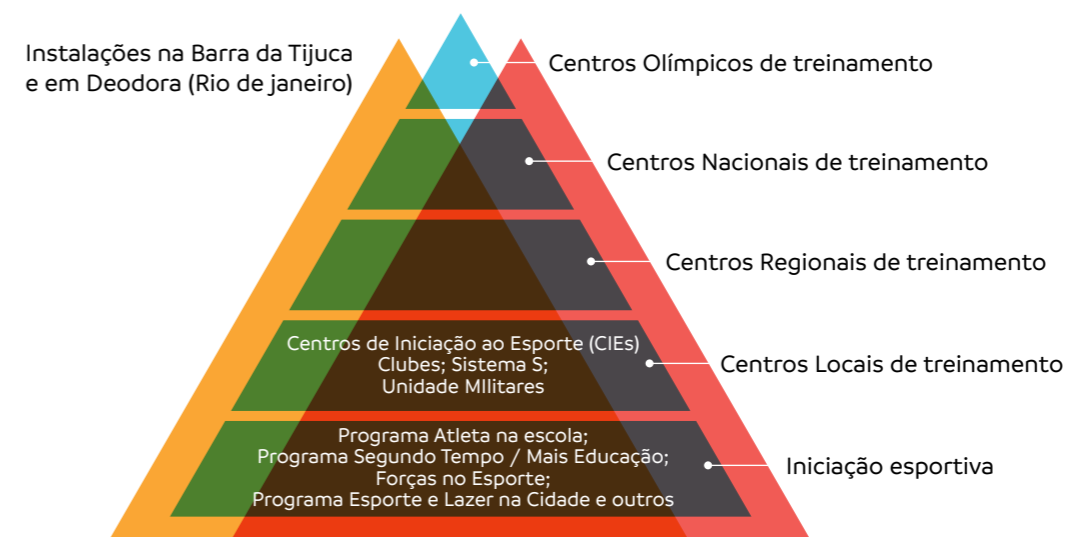 Instalações na Barra da Tijuca
e em Deodora (Rio de janeiro)
Centros Olímpicos de treinamento
Centros Nacionais de treinamento
Centros Regionais de treinamento
Centros de Iniciação ao Esporte (CIEs)
Clubes; Sistema S;
Unidade MIlitares
Centros Locais de treinamento
Programa Atleta na escola;
Programa Segundo Tempo / Mais Educação;
Forças no Esporte;
Programa Esporte e Lazer na Cidade e outros
Iniciação esportiva